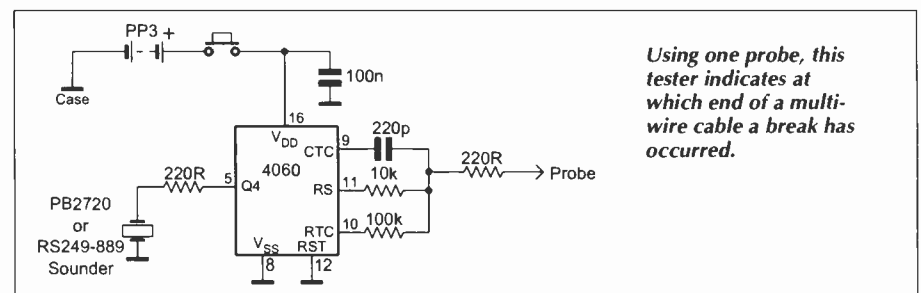 PP3 +
Case
100n
16
VDD
4060
CTC
9
220p
220R
5
Q4
RS
11
10k
220R
Probe
PB2720
or
RS249-889
Sounder
RTC
10
100k
VSS
RST
8
12
Using one probe, this
tester indicates at
which end of a multi-
wire cable a break has
occurred.